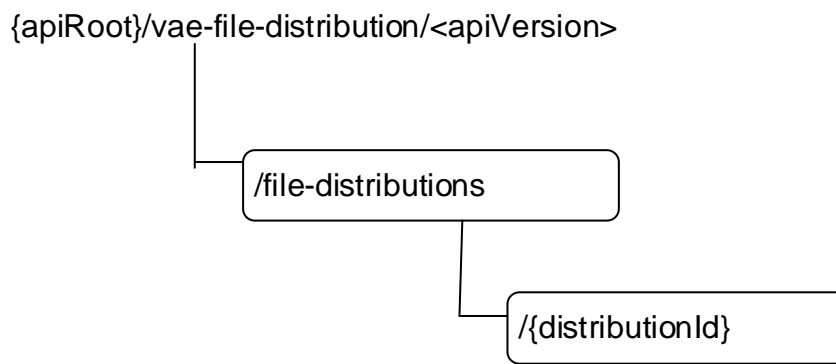 {apiRoot}/vae-file-distribution/<apiVersion>
/file-distributions
/{distributionId}